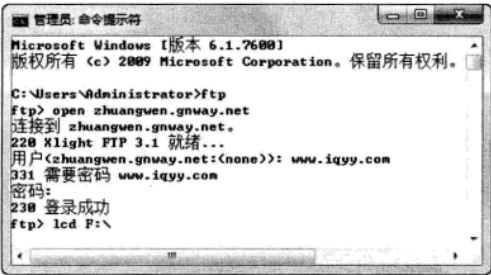 管理员: 命令提示符
Microsoft Windows [版本 6.1.7600]
版权所有 (c) 2009 Microsoft Corporation。保留所有权利。
C:\Users\Administrator>ftp
ftp> open zhuangwen.gnway.net
连接到 zhuangwen.gnway.net。
220 Xlight FTP 3.1 就绪...
用户(zhuangwen.gnway.net:(none)): www.iqyy.com
331 需要密码 www.iqyy.com
密码:
230 登录成功
ftp> lcd F:\